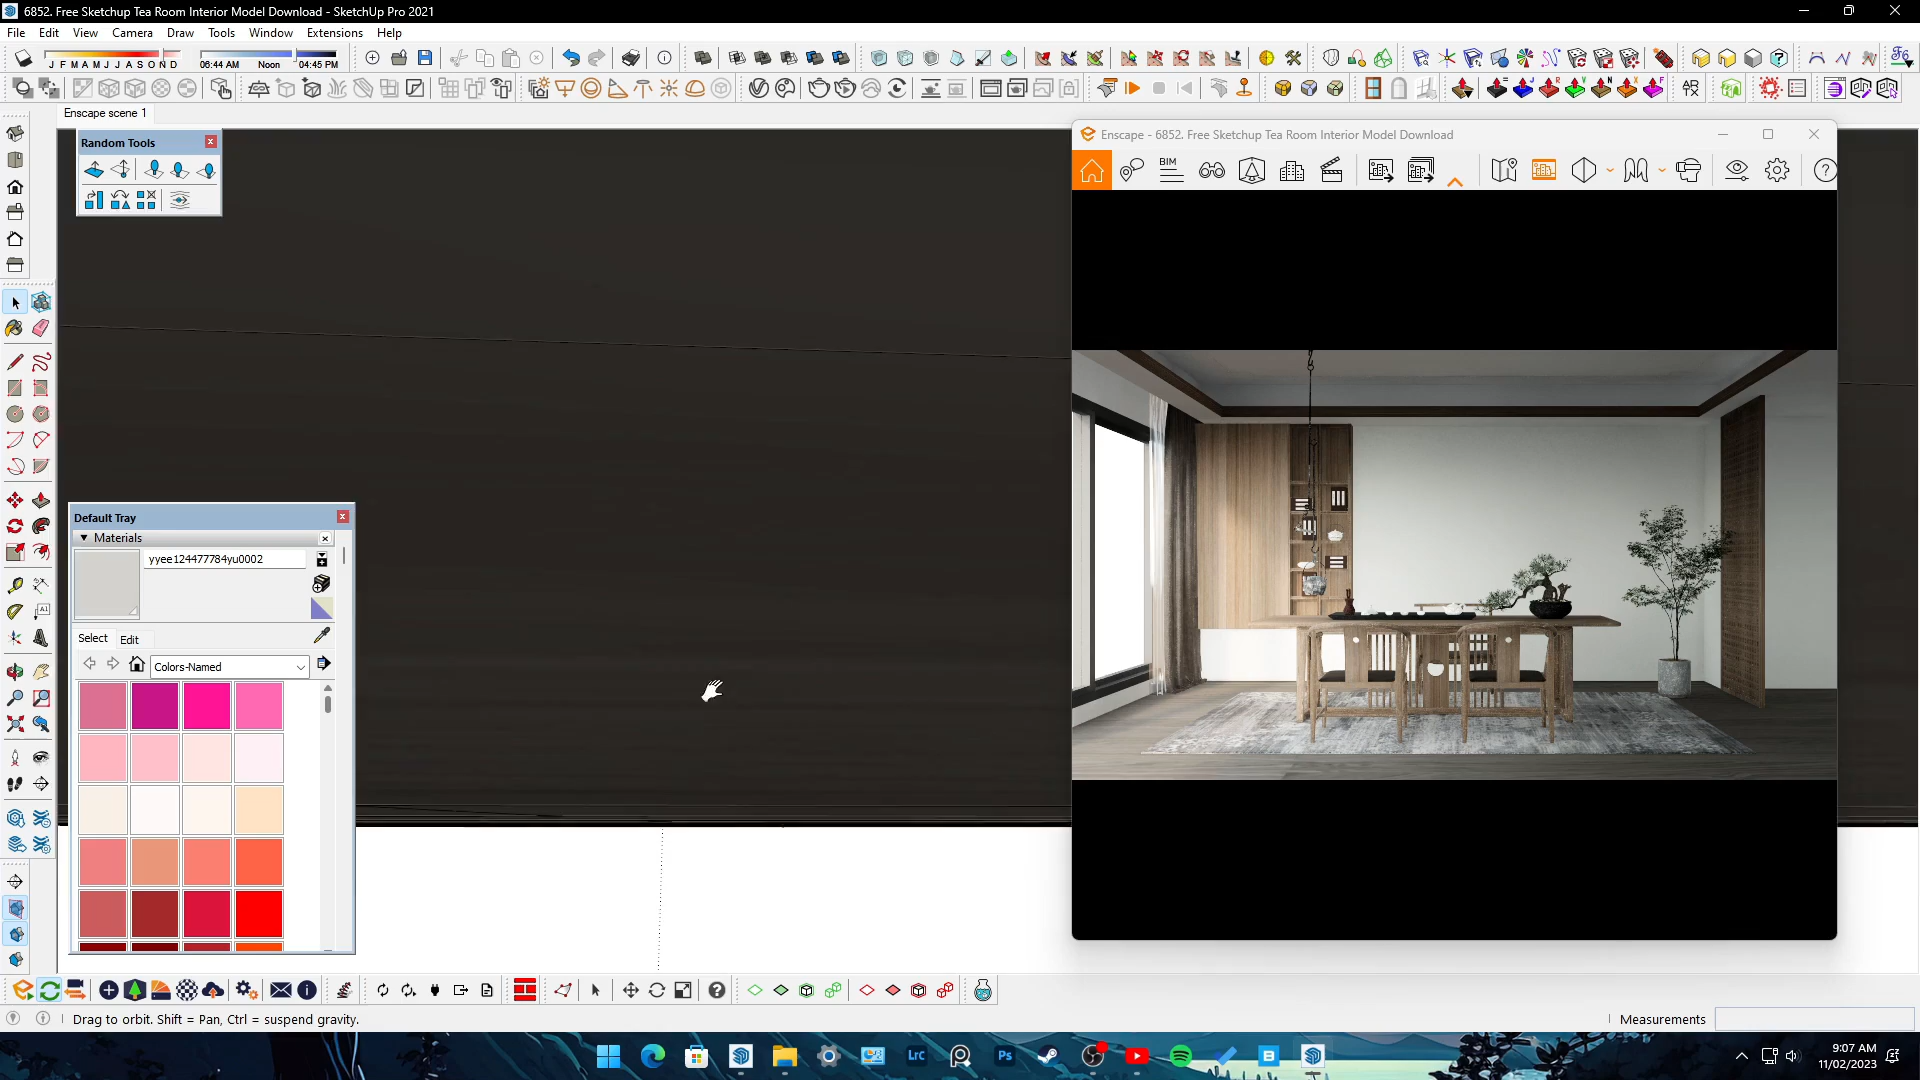 6852. Free Sketchup Tea Room Interior Model Download - SketchUp Pro 2021
File Edit View Camera Draw Tools Window Extensions Help
J F M A M J J A S O N D 06:44 AM Noon 04:45 PM
Enscape scene 1
Random Tools
Enscape - 6852. Free Sketchup Tea Room Interior Model Download
BIM
Default Tray
Materials
yyee124477784yu0002
Select Edit
Colors-Named
Drag to orbit. Shift = Pan, Ctrl = suspend gravity.
Measurements
LrC
Ps
9:07 AM
11/02/2023